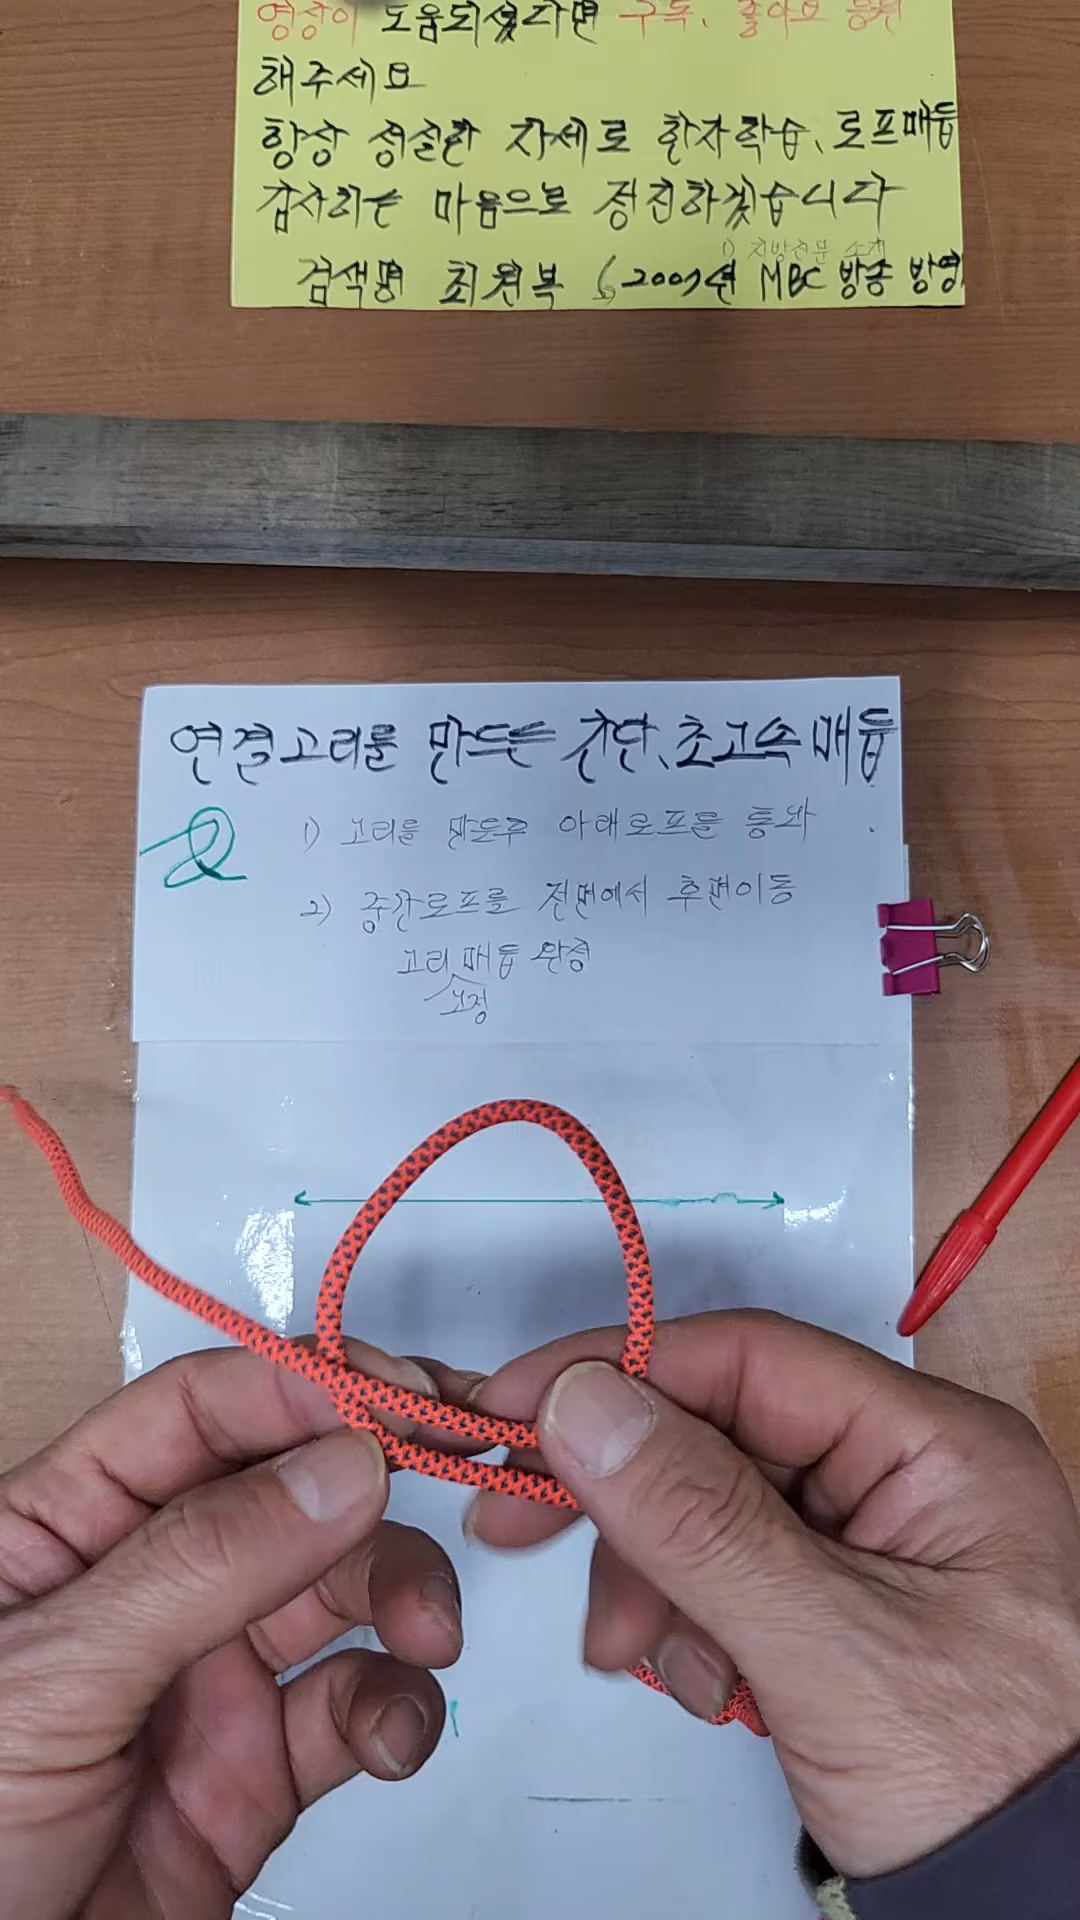 영상이 도움되셨다면 구독, 좋아요 응원
해주세요
항상 성실한 자세로 한자학습, 로프매듭
감사하는 마음으로 정진하겠습니다
1) 지방신문 소개
검색명 최원복 2007년 MBC 방송 방영
연결고리를 만드는 간단, 초고속 매듭
1) 고리를 만든후 아래로프를 통과
2) 중간로프를 전면에서 후면이동
고리 매듭 완성
고정